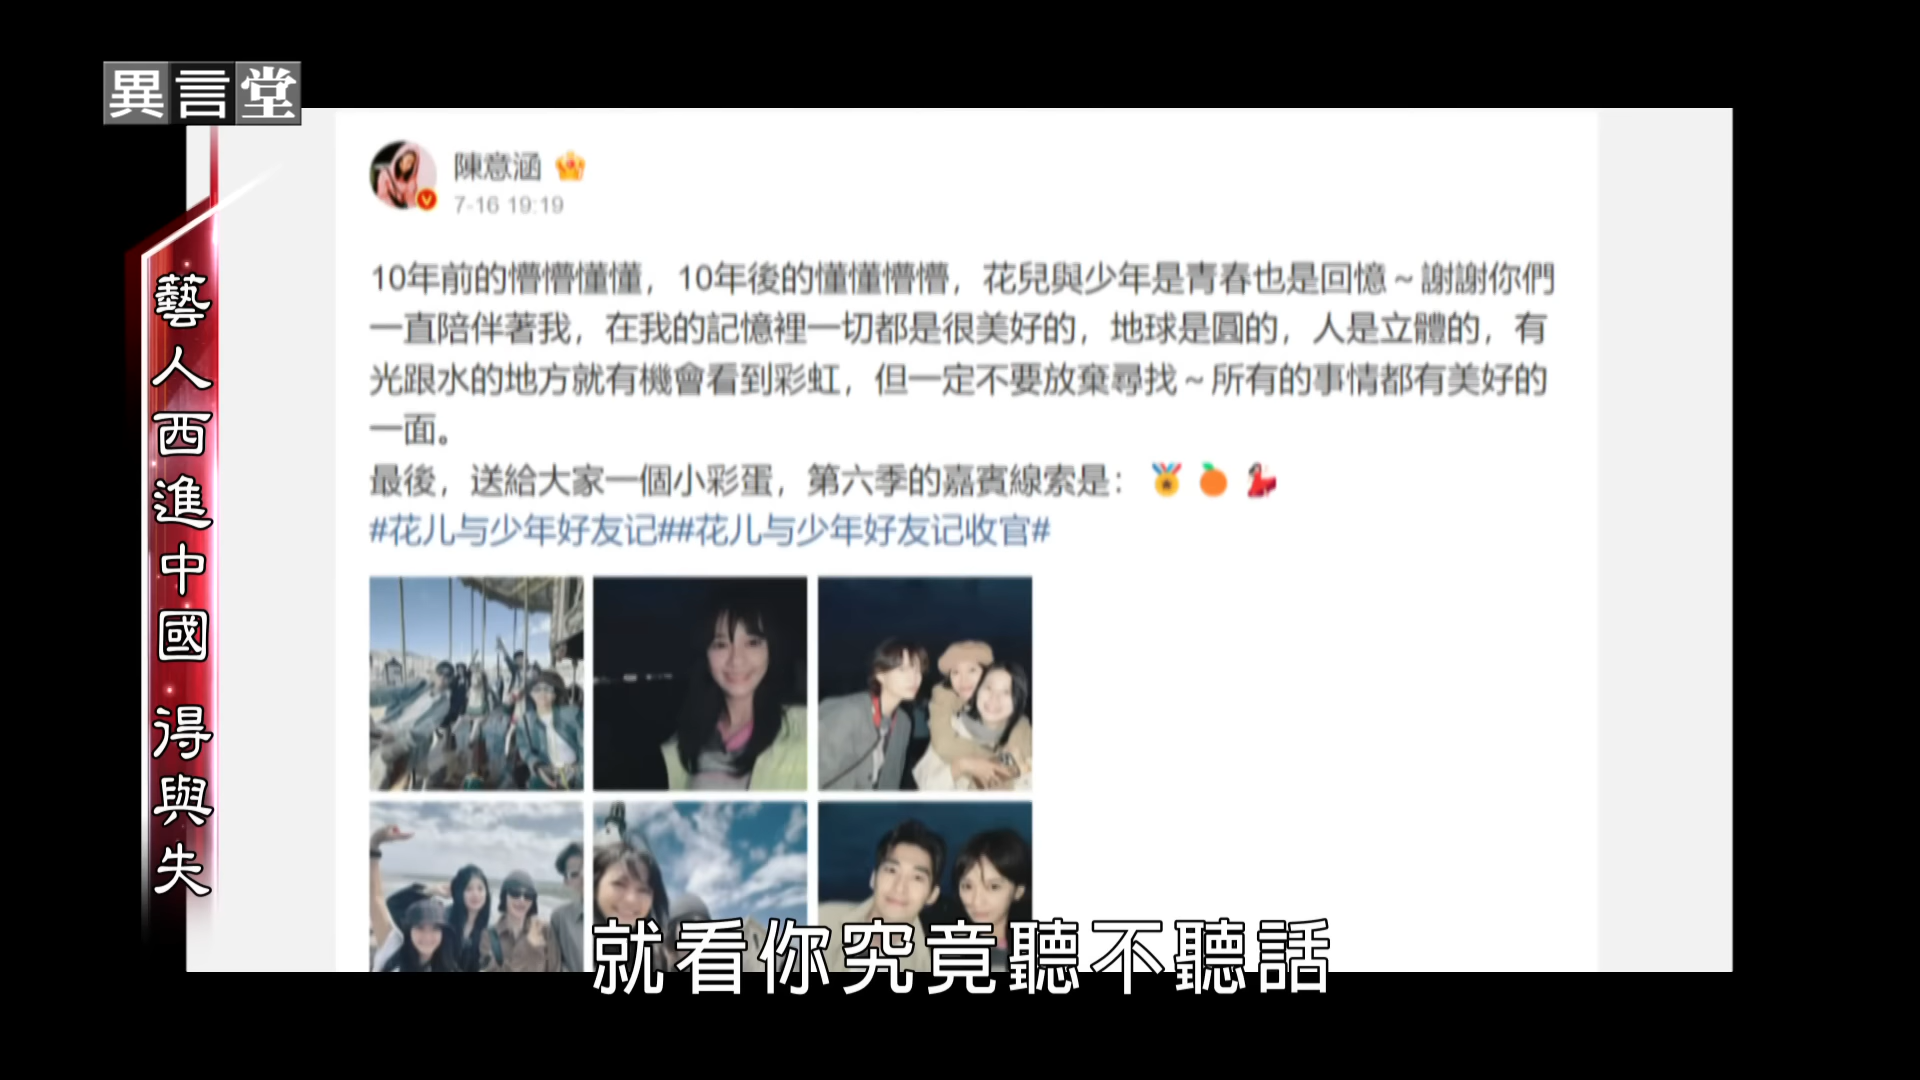 異言堂
藝人西進中國 得與失
陳意涵
7-16 19:19
10年前的懵懵懂懂，10年後的懂懂懵懵，花兒與少年是青春也是回憶～謝謝你們
一直陪伴著我，在我的記憶裡一切都是很美好的，地球是圓的，人是立體的，有
光跟水的地方就有機會看到彩虹，但一定不要放棄尋找～所有的事情都有美好的
一面。
最後，送給大家一個小彩蛋，第六季的嘉賓線索是：🏅🍊💃
#花儿与少年好友记##花儿与少年好友记收官#
就看你究竟聽不聽話